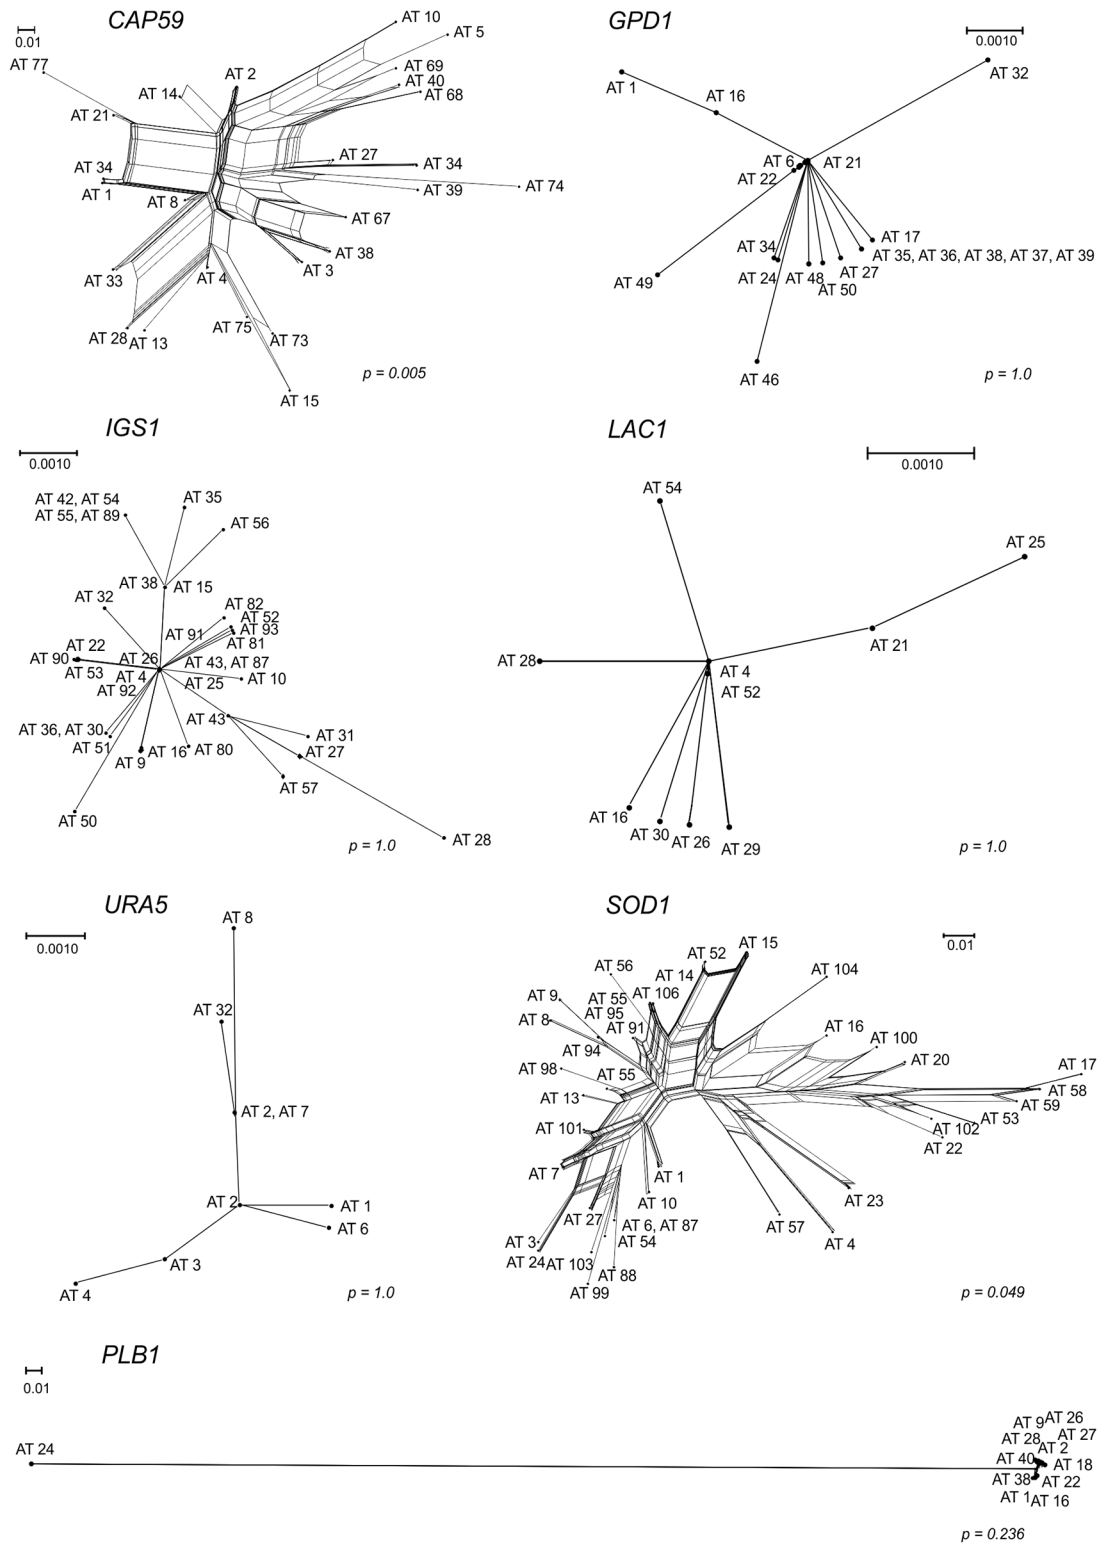 CAP59
0.01
AT 10
AT 5
AT 77
AT 69
AT 2
AT 40
AT 14
AT 68
AT 21
AT 27
AT 34
AT 34
AT 74
AT 1
AT 39
AT 8
AT 67
AT 38
AT 3
AT 33
AT 4
AT 75
AT 28
AT 13
AT 73
AT 15
p = 0.005
GPD1
0.0010
AT 32
AT 1
AT 16
AT 6
AT 21
AT 22
AT 17
AT 34
AT 35, AT 36, AT 38, AT 37, AT 39
AT 49
AT 24
AT 48
AT 27
AT 50
AT 46
p = 1.0
IGS1
0.0010
AT 42, AT 54
AT 55, AT 89
AT 35
AT 56
AT 38
AT 15
AT 32
AT 82
AT 52
AT 91
AT 93
AT 81
AT 22
AT 90
AT 26
AT 43, AT 87
AT 53
AT 4
AT 25
AT 10
AT 92
AT 43
AT 36, AT 30
AT 31
AT 51
AT 16
AT 80
AT 27
AT 9
AT 57
AT 50
AT 28
p = 1.0
LAC1
0.0010
AT 54
AT 25
AT 21
AT 28
AT 4
AT 52
AT 16
AT 30
AT 26
AT 29
p = 1.0
URA5
0.0010
AT 8
AT 32
AT 2, AT 7
AT 2
AT 1
AT 6
AT 3
AT 4
p = 1.0
SOD1
0.01
AT 15
AT 52
AT 56
AT 14
AT 104
AT 9
AT 55
AT 106
AT 95
AT 8
AT 91
AT 16
AT 100
AT 94
AT 20
AT 98
AT 55
AT 17
AT 13
AT 58
AT 59
AT 53
AT 101
AT 102
AT 22
AT 7
AT 1
AT 10
AT 23
AT 27
AT 6, AT 87
AT 57
AT 3
AT 54
AT 4
AT 24
AT 103
AT 88
AT 99
p = 0.049
PLB1
0.01
AT 24
AT 9
AT 26
AT 28
AT 27
AT 2
AT 40
AT 18
AT 38
AT 22
AT 1
AT 16
p = 0.236